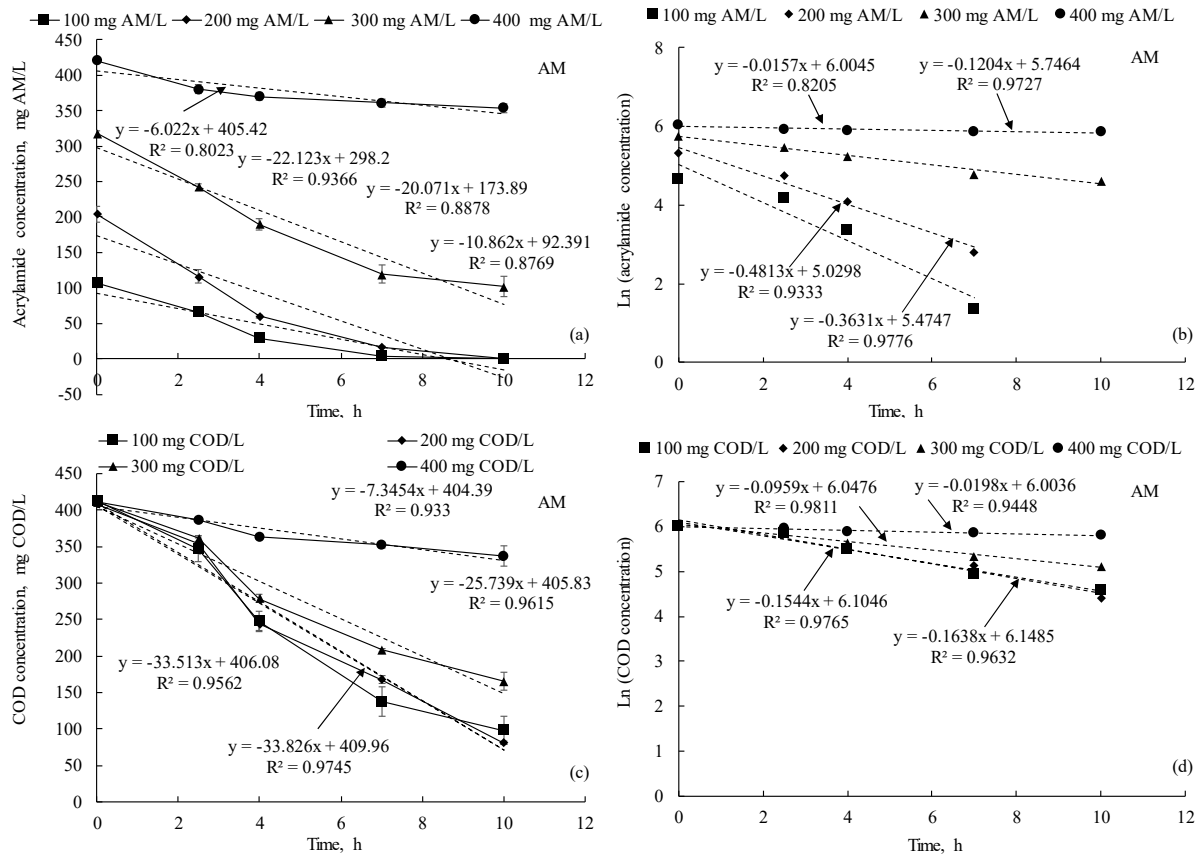 100 mg AM/L 200 mg AM/L 300 mg AM/L 400 mg AM/L
(a)
AM
450
400
350
300
250
200
150
100
50
0
-50
Acrylamide concentration, mg AM/L
y = -6.022x + 405.42
R² = 0.8023
y = -22.123x + 298.2
R² = 0.9366
y = -20.071x + 173.89
R² = 0.8878
y = -10.862x + 92.391
R² = 0.8769
0 2 4 6 8 10 12
Time, h
100 mg AM/L 200 mg AM/L 300 mg AM/L 400 mg AM/L
AM
8
6
4
2
0
Ln (acrylamide concentration)
y = -0.0157x + 6.0045
R² = 0.8205
y = -0.1204x + 5.7464
R² = 0.9727
y = -0.4813x + 5.0298
R² = 0.9333
y = -0.3631x + 5.4747
R² = 0.9776
(b)
0 2 4 6 8 10 12
Time, h
100 mg COD/L 200 mg COD/L
300 mg COD/L 400 mg COD/L
AM
450
400
350
300
250
200
150
100
50
0
COD concentration, mg COD/L
y = -7.3454x + 404.39
R² = 0.933
y = -25.739x + 405.83
R² = 0.9615
y = -33.513x + 406.08
R² = 0.9562
y = -33.826x + 409.96
R² = 0.9745
(c)
0 2 4 6 8 10 12
Time, h
100 mg COD/L 200 mg COD/L 300 mg COD/L 400 mg COD/L
AM
7
6
5
4
3
2
1
0
Ln (COD concentration)
y = -0.0959x + 6.0476
R² = 0.9811
y = -0.0198x + 6.0036
R² = 0.9448
y = -0.1544x + 6.1046
R² = 0.9765
y = -0.1638x + 6.1485
R² = 0.9632
(d)
0 2 4 6 8 10 12
Time, h